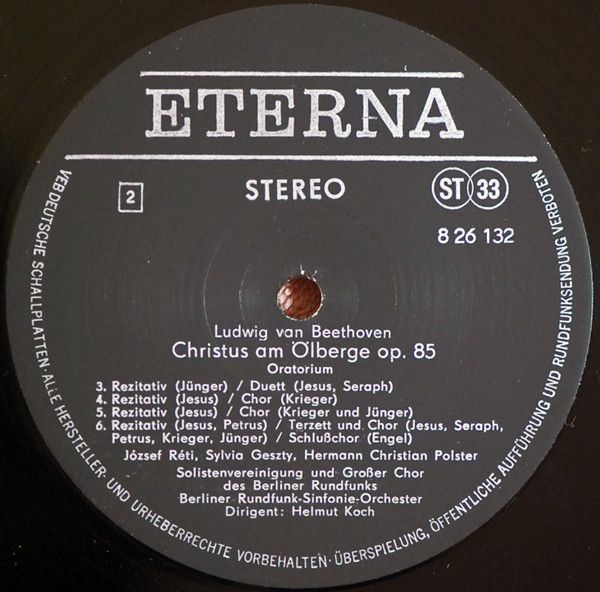 ETERNA
2
STEREO
ST 33
8 26 132
Ludwig van Beethoven
Christus am Ölberge op. 85
Oratorium
3. Rezitativ (Jünger) / Duett (Jesus, Seraph)
4. Rezitativ (Jesus) / Chor (Krieger)
5. Rezitativ (Jesus) / Chor (Krieger und Jünger)
6. Rezitativ (Jesus, Petrus) / Terzett und Chor (Jesus, Seraph,
Petrus, Krieger, Jünger) / Schlußchor (Engel)
József Réti, Sylvia Geszty, Hermann Christian Polster
Solistenvereinigung und Großer Chor
des Berliner Rundfunks
Berliner Rundfunk-Sinfonie-Orchester
Dirigent: Helmut Koch
VEB DEUTSCHE SCHALLPLATTEN · ALLE HERSTELLER- UND URHEBERRECHTE VORBEHALTEN · ÜBERSPIELUNG, ÖFFENTLICHE AUFFÜHRUNG UND RUNDFUNKSENDUNG VERBOTEN